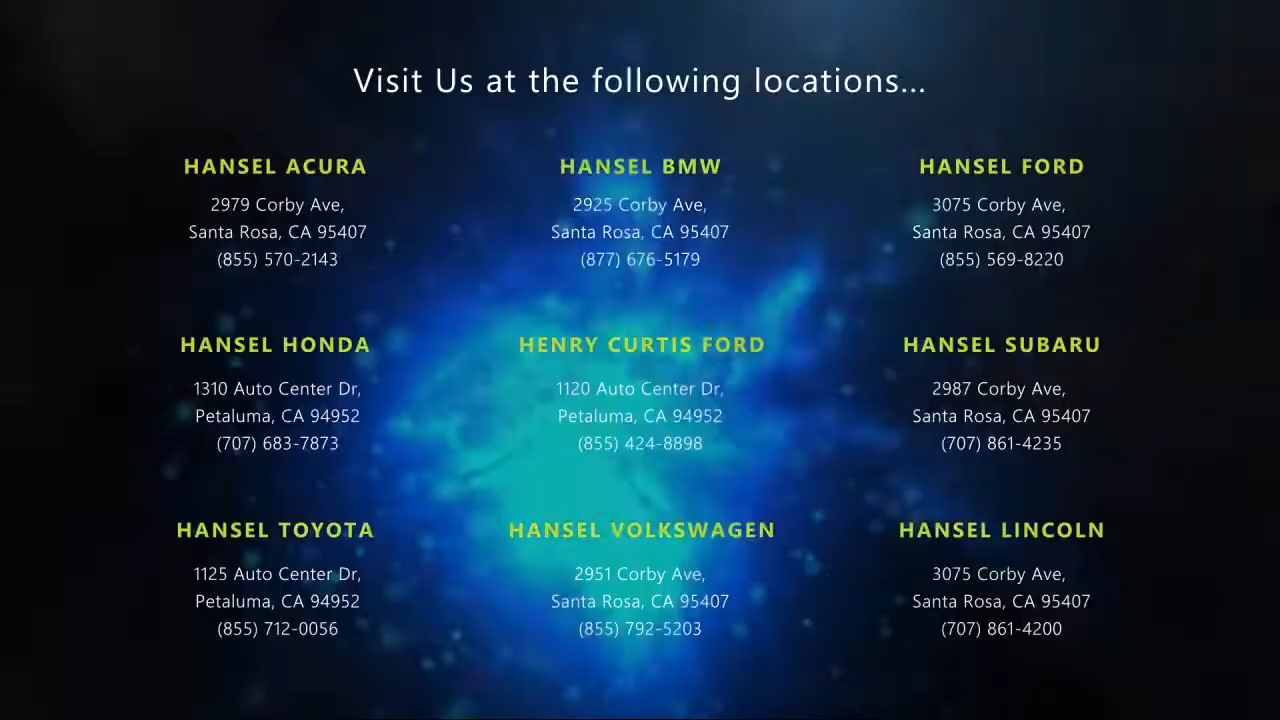 Visit Us at the following locations...
HANSEL ACURA
2979 Corby Ave,
Santa Rosa, CA 95407
(855) 570-2143
HANSEL BMW
2925 Corby Ave,
Santa Rosa, CA 95407
(877) 676-5179
HANSEL FORD
3075 Corby Ave,
Santa Rosa, CA 95407
(855) 569-8220
HANSEL HONDA
1310 Auto Center Dr,
Petaluma, CA 94952
(707) 683-7873
HENRY CURTIS FORD
1120 Auto Center Dr,
Petaluma, CA 94952
(855) 424-8898
HANSEL SUBARU
2987 Corby Ave,
Santa Rosa, CA 95407
(707) 861-4235
HANSEL TOYOTA
1125 Auto Center Dr,
Petaluma, CA 94952
(855) 712-0056
HANSEL VOLKSWAGEN
2951 Corby Ave,
Santa Rosa, CA 95407
(855) 792-5203
HANSEL LINCOLN
3075 Corby Ave,
Santa Rosa, CA 95407
(707) 861-4200